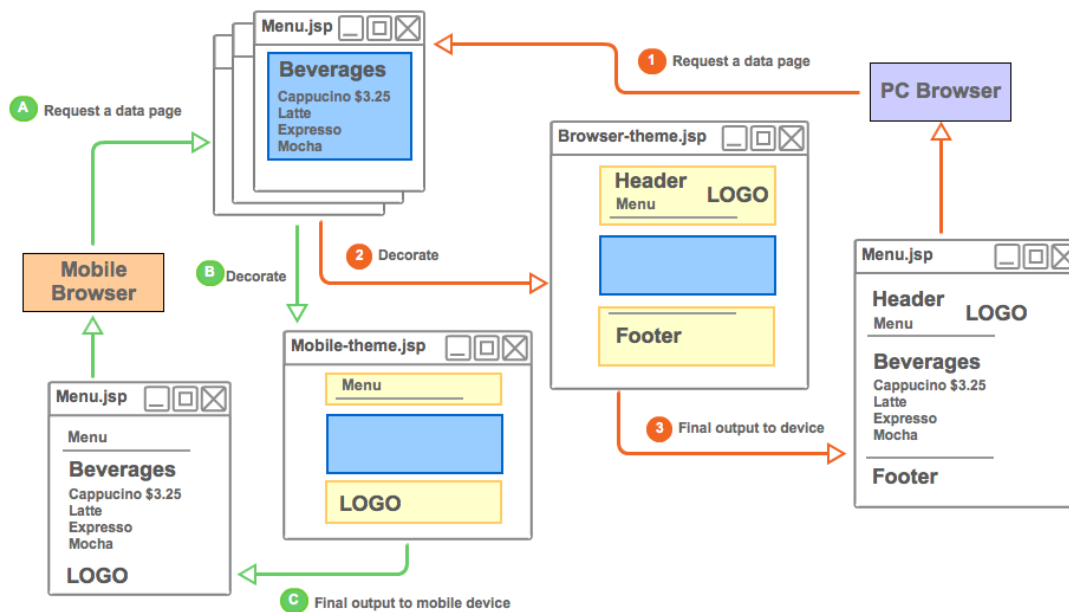 Menu.jsp
Beverages
Cappucino $3.25
Latte
Expresso
Mocha
1 Request a data page
PC Browser
A Request a data page
Browser-theme.jsp
Header
LOGO
Menu
Footer
2 Decorate
B Decorate
Mobile
Browser
Mobile-theme.jsp
Menu
LOGO
Menu.jsp
Header
LOGO
Menu
Beverages
Cappucino $3.25
Latte
Expresso
Mocha
Footer
3 Final output to device
Menu.jsp
Menu
Beverages
Cappucino $3.25
Latte
Expresso
Mocha
LOGO
C Final output to mobile device